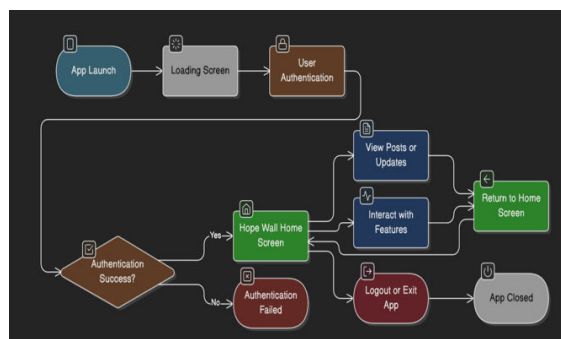 App Launch
Loading Screen
User
Authentication
View Posts or
Updates
Return to Home
Screen
Hope Wall Home
Screen
Interact with
Features
Yes
Authentication
Success?
No
Authentication
Failed
Logout or Exit
App
App Closed